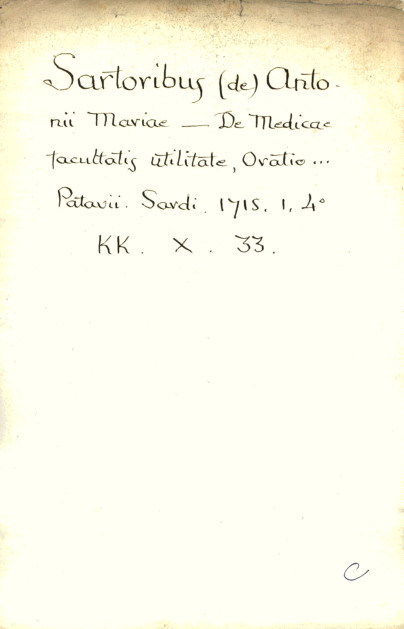 Sartoribus (de) Anto-
nii Mariae — De Medicae
facultatis utilitate, Oratio...
Patavii. Sardi. 1715. 1, 4°
KK. X. 33.
C